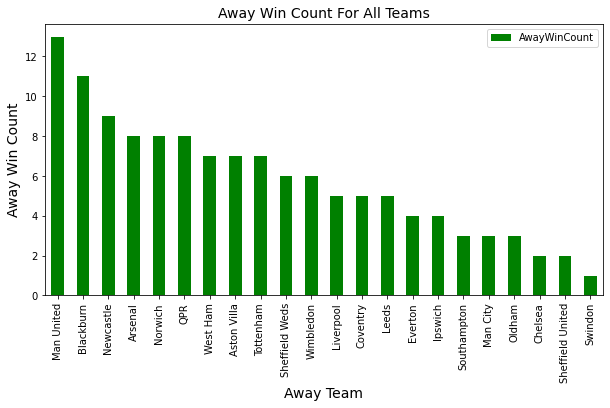 Away Win Count For All Teams
AwayWinCount
Away Win Count
12
10
8
6
4
2
0
Man United
Blackburn
Newcastle
Arsenal
Norwich
QPR
West Ham
Aston Villa
Tottenham
Sheffield Weds
Wimbledon
Liverpool
Coventry
Leeds
Everton
Ipswich
Southampton
Man City
Oldham
Chelsea
Sheffield United
Swindon
Away Team